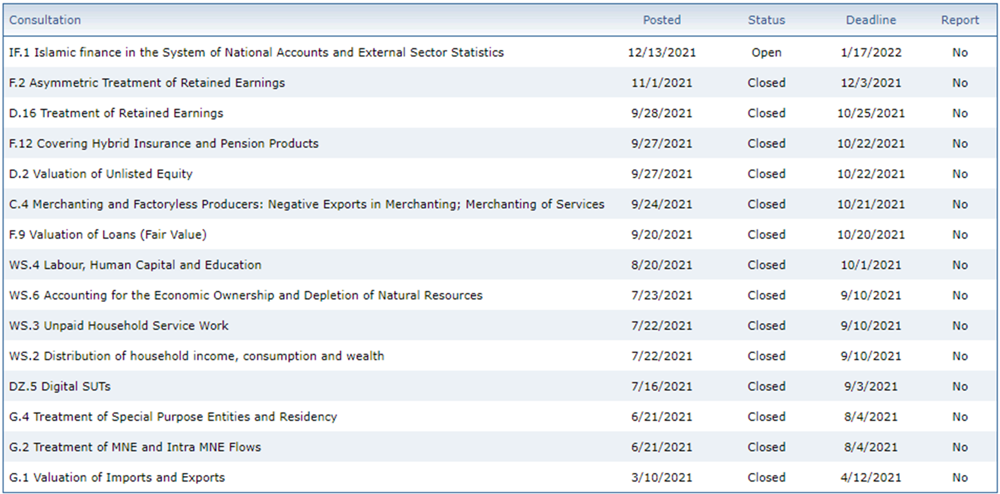 Consultation Posted Status Deadline Report
IF.1 Islamic finance in the System of National Accounts and External Sector Statistics 12/13/2021 Open 1/17/2022 No
F.2 Asymmetric Treatment of Retained Earnings 11/1/2021 Closed 12/3/2021 No
D.16 Treatment of Retained Earnings 9/28/2021 Closed 10/25/2021 No
F.12 Covering Hybrid Insurance and Pension Products 9/27/2021 Closed 10/22/2021 No
D.2 Valuation of Unlisted Equity 9/27/2021 Closed 10/22/2021 No
C.4 Merchanting and Factoryless Producers: Negative Exports in Merchanting; Merchanting of Services 9/24/2021 Closed 10/21/2021 No
F.9 Valuation of Loans (Fair Value) 9/20/2021 Closed 10/20/2021 No
WS.4 Labour, Human Capital and Education 8/20/2021 Closed 10/1/2021 No
WS.6 Accounting for the Economic Ownership and Depletion of Natural Resources 7/23/2021 Closed 9/10/2021 No
WS.3 Unpaid Household Service Work 7/22/2021 Closed 9/10/2021 No
WS.2 Distribution of household income, consumption and wealth 7/22/2021 Closed 9/10/2021 No
DZ.5 Digital SUTs 7/16/2021 Closed 9/3/2021 No
G.4 Treatment of Special Purpose Entities and Residency 6/21/2021 Closed 8/4/2021 No
G.2 Treatment of MNE and Intra MNE Flows 6/21/2021 Closed 8/4/2021 No
G.1 Valuation of Imports and Exports 3/10/2021 Closed 4/12/2021 No